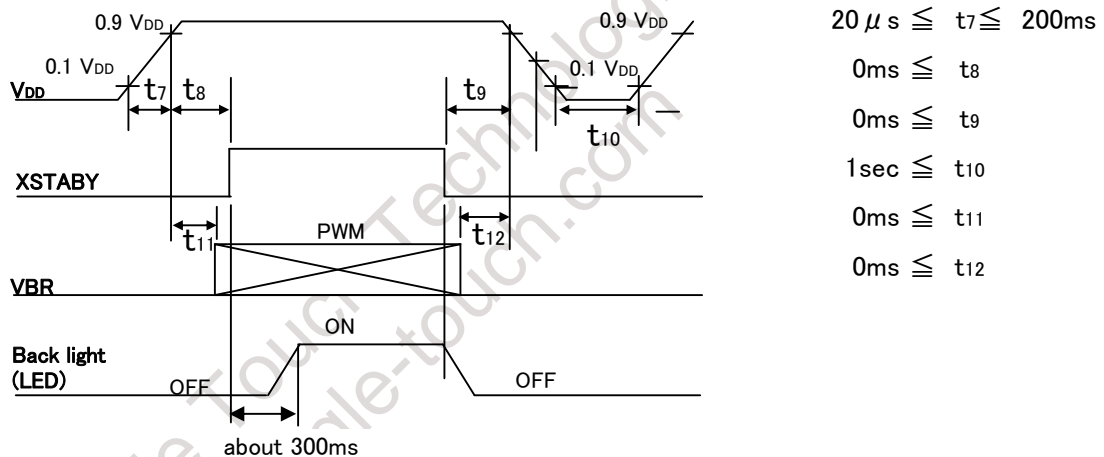 0.9 VDD
0.9 VDD
0.1 VDD
0.1 VDD
VDD
t7
t8
t9
t10
XSTABY
t11
PWM
t12
VBR
ON
Back light
(LED)
OFF
OFF
about 300ms
20μs ≦ t7≦ 200ms
0ms ≦ t8
0ms ≦ t9
1sec ≦ t10
0ms ≦ t11
0ms ≦ t12